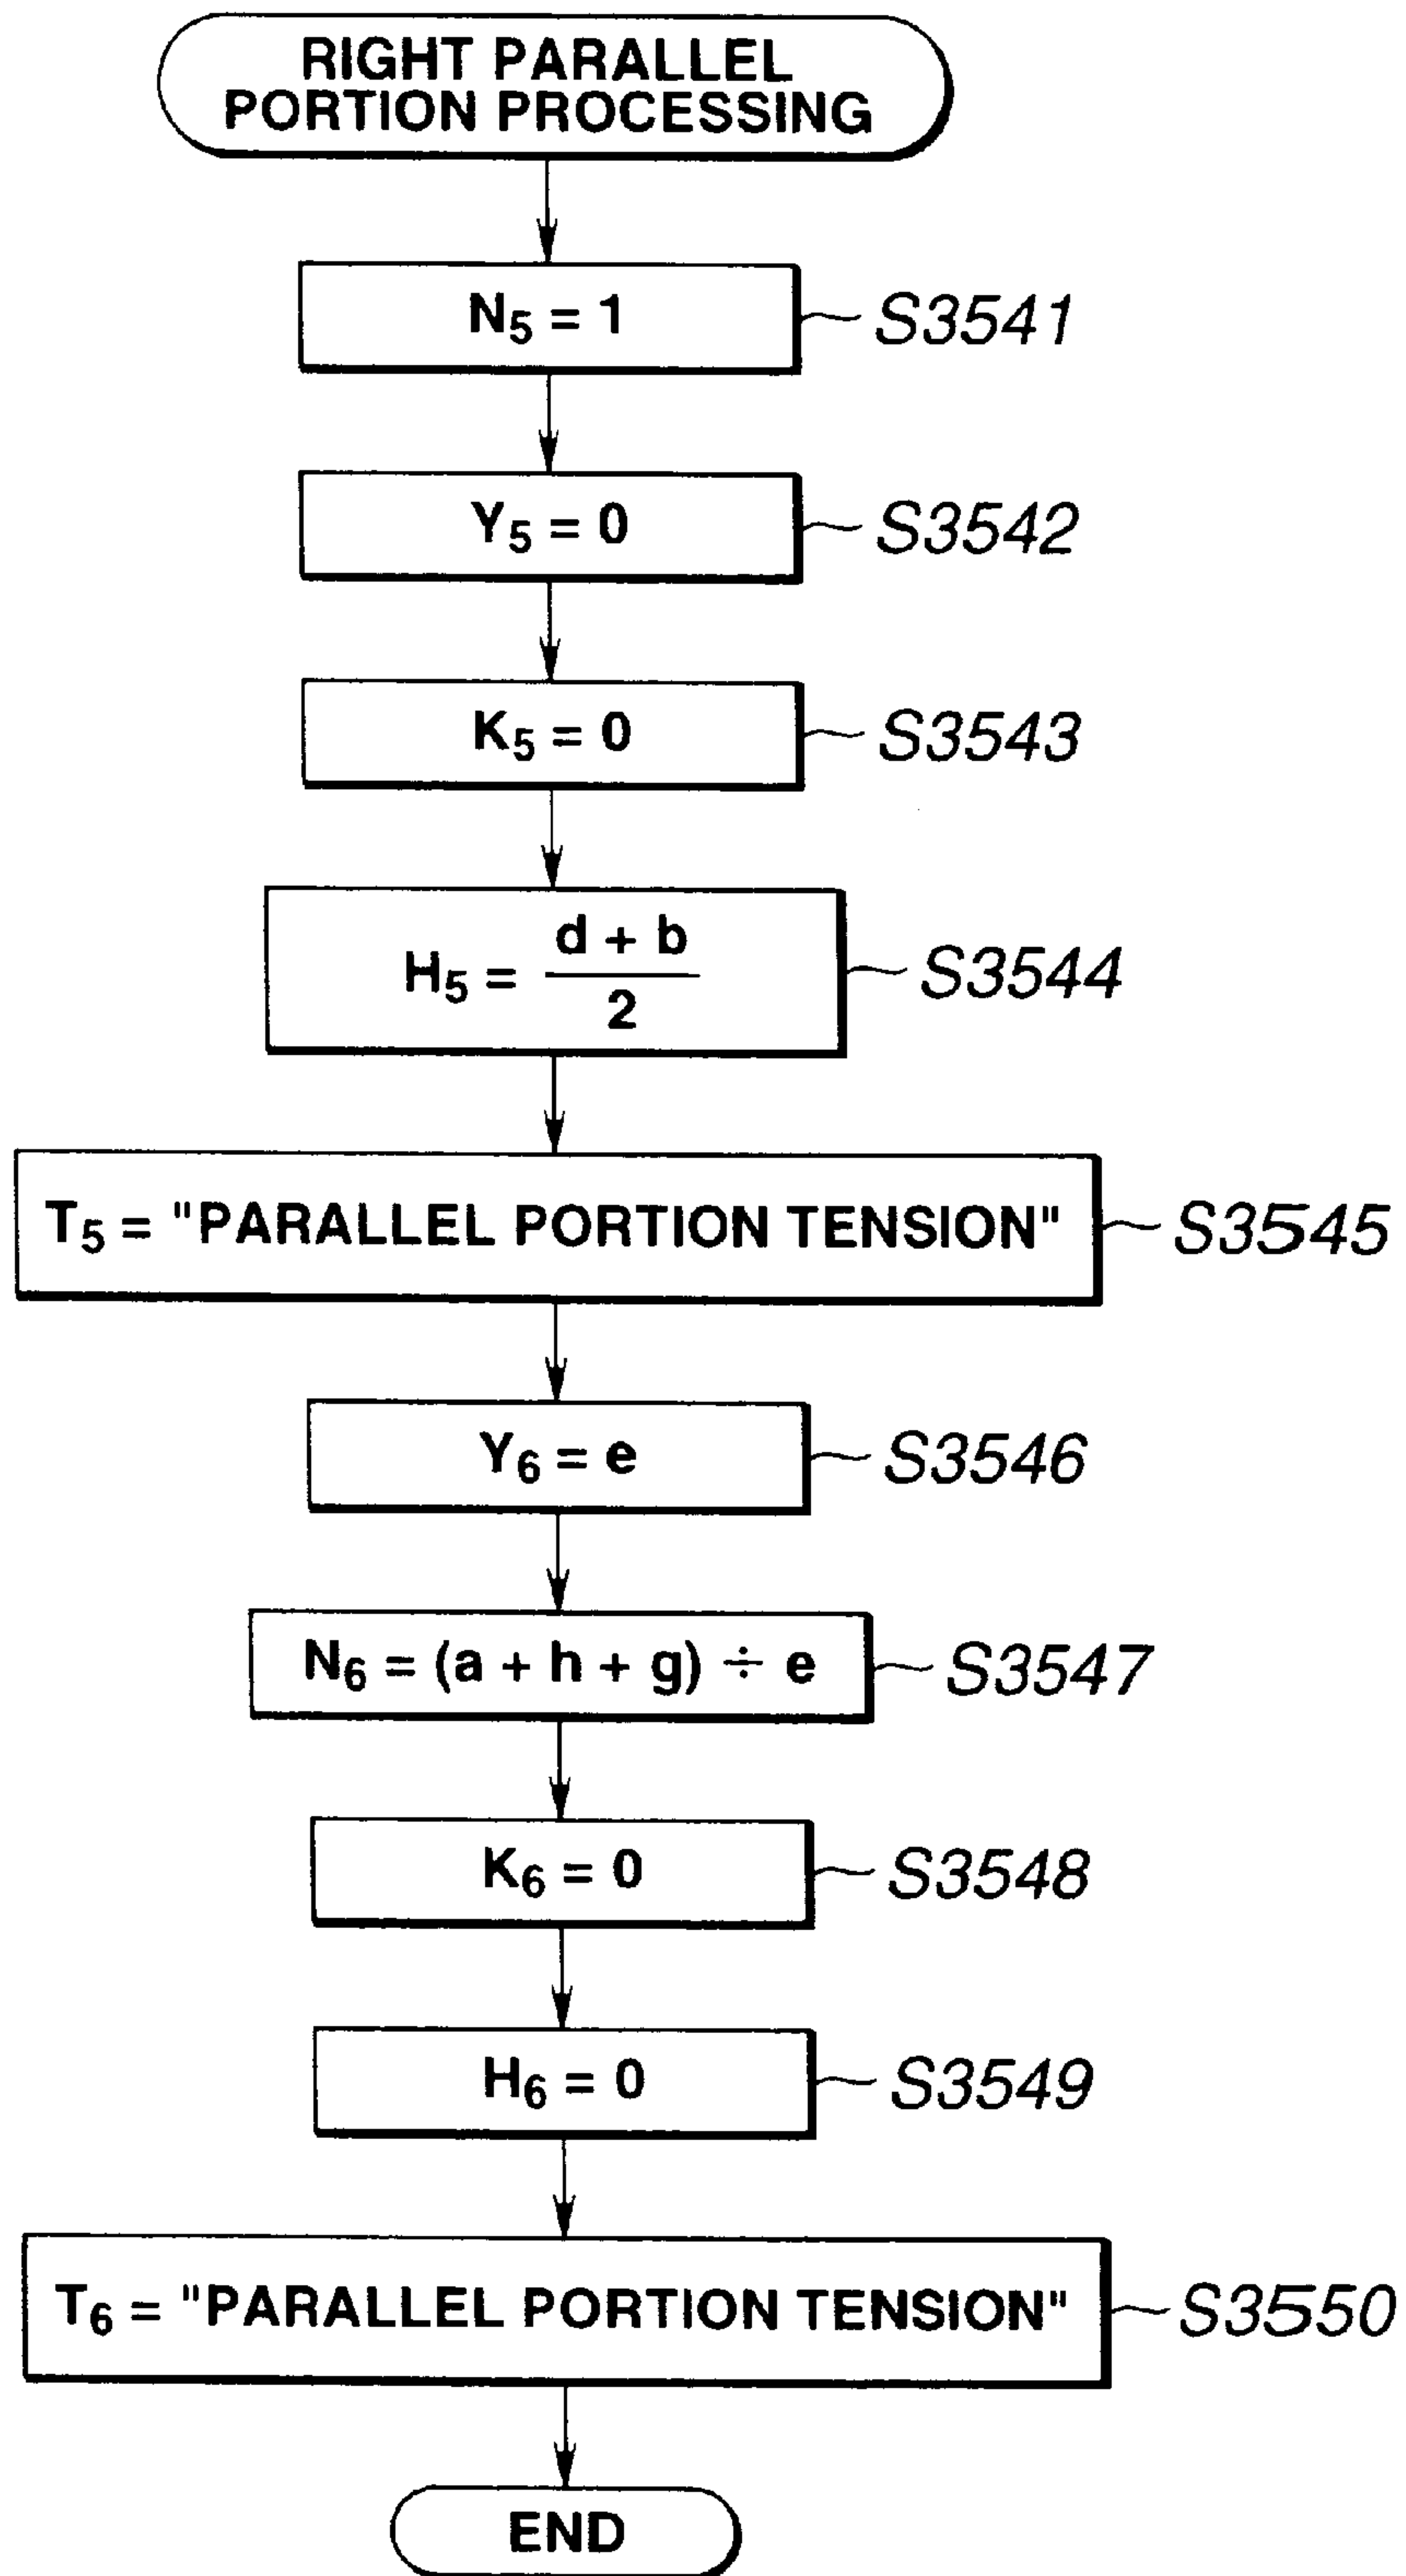 RIGHT PARALLEL
PORTION PROCESSING
N₅ = 1
S3541
Y₅ = 0
S3542
K₅ = 0
S3543
H₅ = (d + b) / 2
S3544
T₅ = "PARALLEL PORTION TENSION"
S3545
Y₆ = e
S3546
N₆ = (a + h + g) ÷ e
S3547
K₆ = 0
S3548
H₆ = 0
S3549
T₆ = "PARALLEL PORTION TENSION"
S3550
END